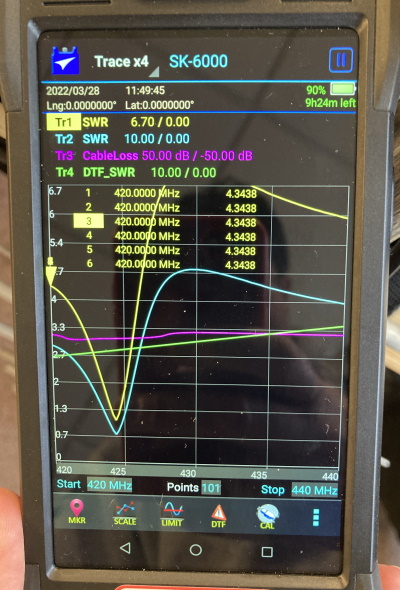 Trace x4 SK-6000
2022/03/28 11:49:45 90%
Lng:0.0000000° Lat:0.0000000° 9h24m left
Tr1 SWR 6.70 / 0.00
Tr2 SWR 10.00 / 0.00
Tr3 CableLoss 50.00 dB / -50.00 dB
Tr4 DTF_SWR 10.00 / 0.00
6.7 1 420.0000 MHz 4.3438
2 420.0000 MHz 4.3438
6 3 420.0000 MHz 4.3438
4 420.0000 MHz 4.3438
5.4 5 420.0000 MHz 4.3438
6 420.0000 MHz 4.3438
4.7
4
3.3
2.7
2
1.3
0.7
0
420 425 430 435 440
Start 420 MHz Points 101 Stop 440 MHz
MKR SCALE LIMIT DTF CAL